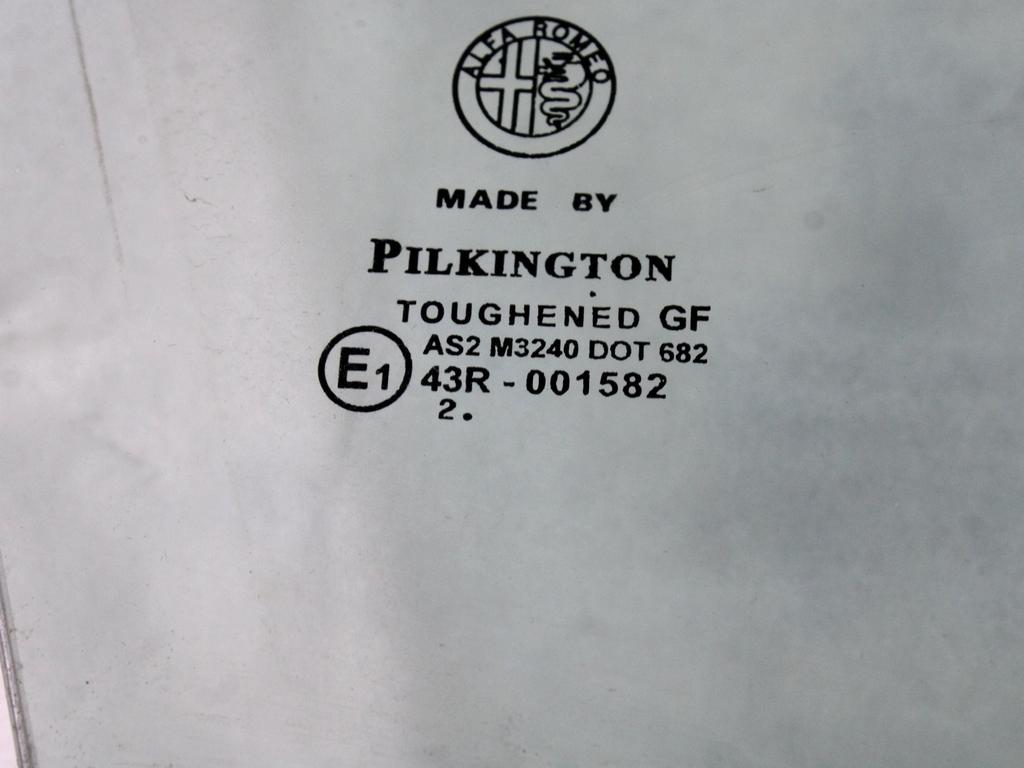 ALFA ROMEO
MADE BY
PILKINGTON
TOUGHENED GF
AS2 M3240 DOT 682
E1 43R - 001582
2.